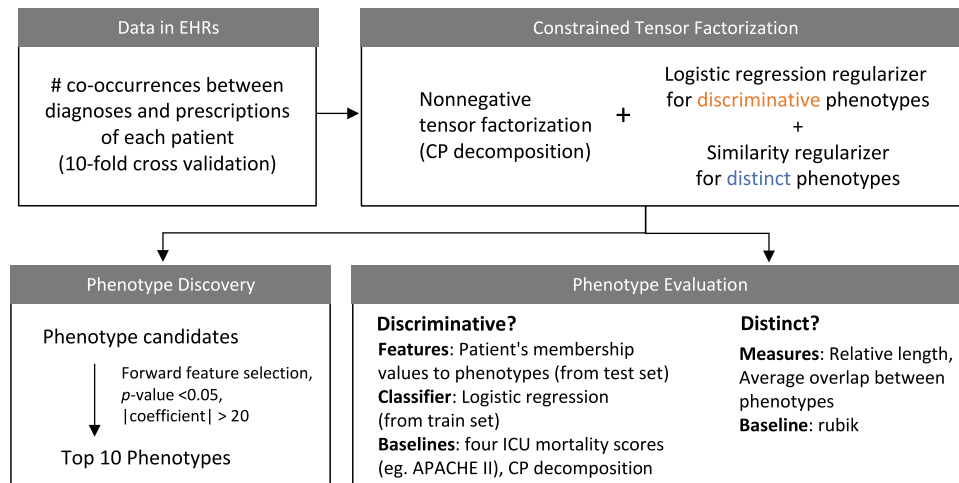 Data in EHRs
# co-occurrences between
diagnoses and prescriptions
of each patient
(10-fold cross validation)
Constrained Tensor Factorization
Nonnegative
tensor factorization
(CP decomposition)
+
Logistic regression regularizer
for discriminative phenotypes
+
Similarity regularizer
for distinct phenotypes
Phenotype Discovery
Phenotype candidates
Forward feature selection,
p-value <0.05,
|coefficient| > 20
Top 10 Phenotypes
Phenotype Evaluation
Discriminative?
Features: Patient's membership
values to phenotypes (from test set)
Classifier: Logistic regression
(from train set)
Baselines: four ICU mortality scores
(eg. APACHE II), CP decomposition
Distinct?
Measures: Relative length,
Average overlap between
phenotypes
Baseline: rubik